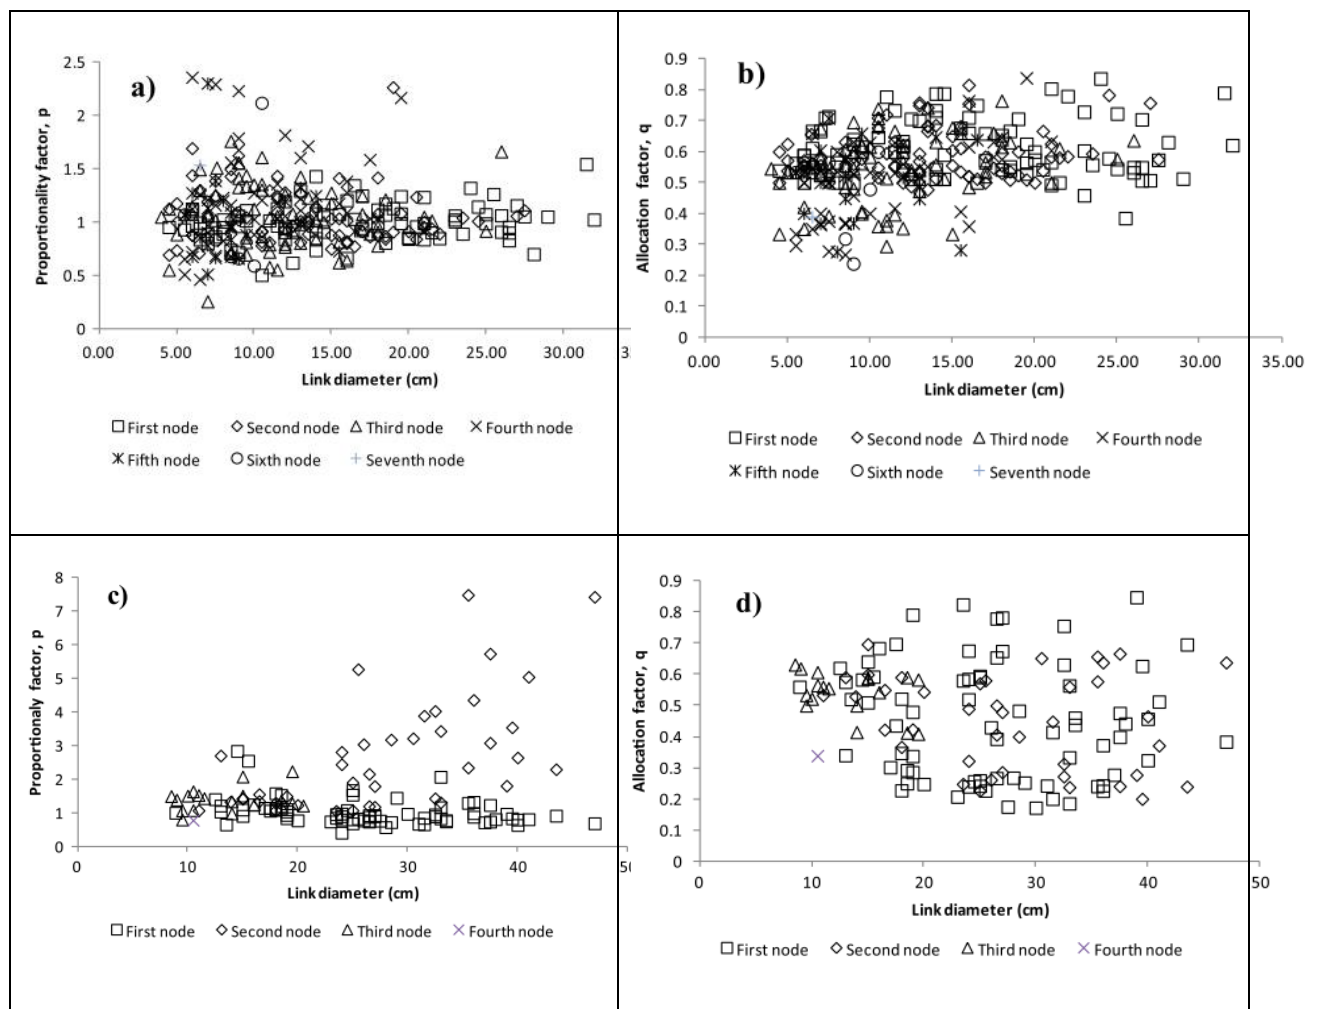 a)
Proportionality factor, p
2.5
2
1.5
1
0.5
0
0.00 5.00 10.00 15.00 20.00 25.00 30.00 3
Link diameter (cm)
First node Second node Third node Fourth node
Fifth node Sixth node Seventh node
b)
Allocation factor, q
0.9
0.8
0.7
0.6
0.5
0.4
0.3
0.2
0.1
0
0.00 5.00 10.00 15.00 20.00 25.00 30.00 35.00
Link diameter (cm)
First node Second node Third node Fourth node
Fifth node Sixth node Seventh node
c)
Proportionaly factor, p
8
7
6
5
4
3
2
1
0
0 10 20 30 40 50
Link diameter (cm)
First node Second node Third node Fourth node
d)
Allocation factor, q
0.9
0.8
0.7
0.6
0.5
0.4
0.3
0.2
0.1
0
0 10 20 30 40 50
Link diameter (cm)
First node Second node Third node Fourth node